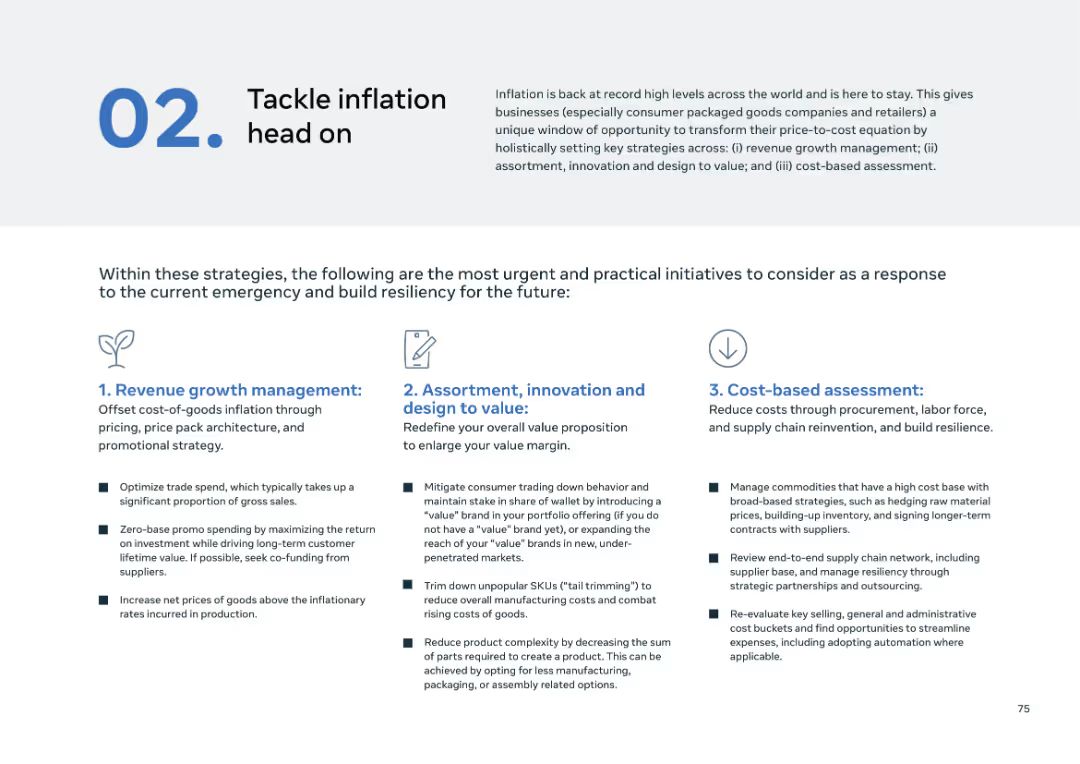 02.
Tackle inflation
head on
Inflation is back at record high levels across the world and is here to stay. This gives
businesses (especially consumer packaged goods companies and retailers) a
unique window of opportunity to transform their price-to-cost equation by
holistically setting key strategies across: (i) revenue growth management; (ii)
assortment, innovation and design to value; and (iii) cost-based assessment.
Within these strategies, the following are the most urgent and practical initiatives to consider as a response
to the current emergency and build resiliency for the future:
1. Revenue growth management:
Offset cost-of-goods inflation through
pricing, price pack architecture, and
promotional strategy.
Optimize trade spend, which typically takes up a
significant proportion of gross sales.
Zero-base promo spending by maximizing the return
on investment while driving long-term customer
lifetime value. If possible, seek co-funding from
suppliers.
Increase net prices of goods above the inflationary
rates incurred in production.
2. Assortment, innovation and
design to value:
Redefine your overall value proposition
to enlarge your value margin.
Mitigate consumer trading down behavior and
maintain stake in share of wallet by introducing a
“value” brand in your portfolio offering (if you do
not have a “value” brand yet), or expanding the
reach of your “value” brands in new, under-
penetrated markets.
Trim down unpopular SKUs (“tail trimming”) to
reduce overall manufacturing costs and combat
rising costs of goods.
Reduce product complexity by decreasing the sum
of parts required to create a product. This can be
achieved by opting for less manufacturing,
packaging, or assembly related options.
3. Cost-based assessment:
Reduce costs through procurement, labor force,
and supply chain reinvention, and build resilience.
Manage commodities that have a high cost base with
broad-based strategies, such as hedging raw material
prices, building-up inventory, and signing longer-term
contracts with suppliers.
Review end-to-end supply chain network, including
supplier base, and manage resiliency through
strategic partnerships and outsourcing.
Re-evaluate key selling, general and administrative
cost buckets and find opportunities to streamline
expenses, including adopting automation where
applicable.
75